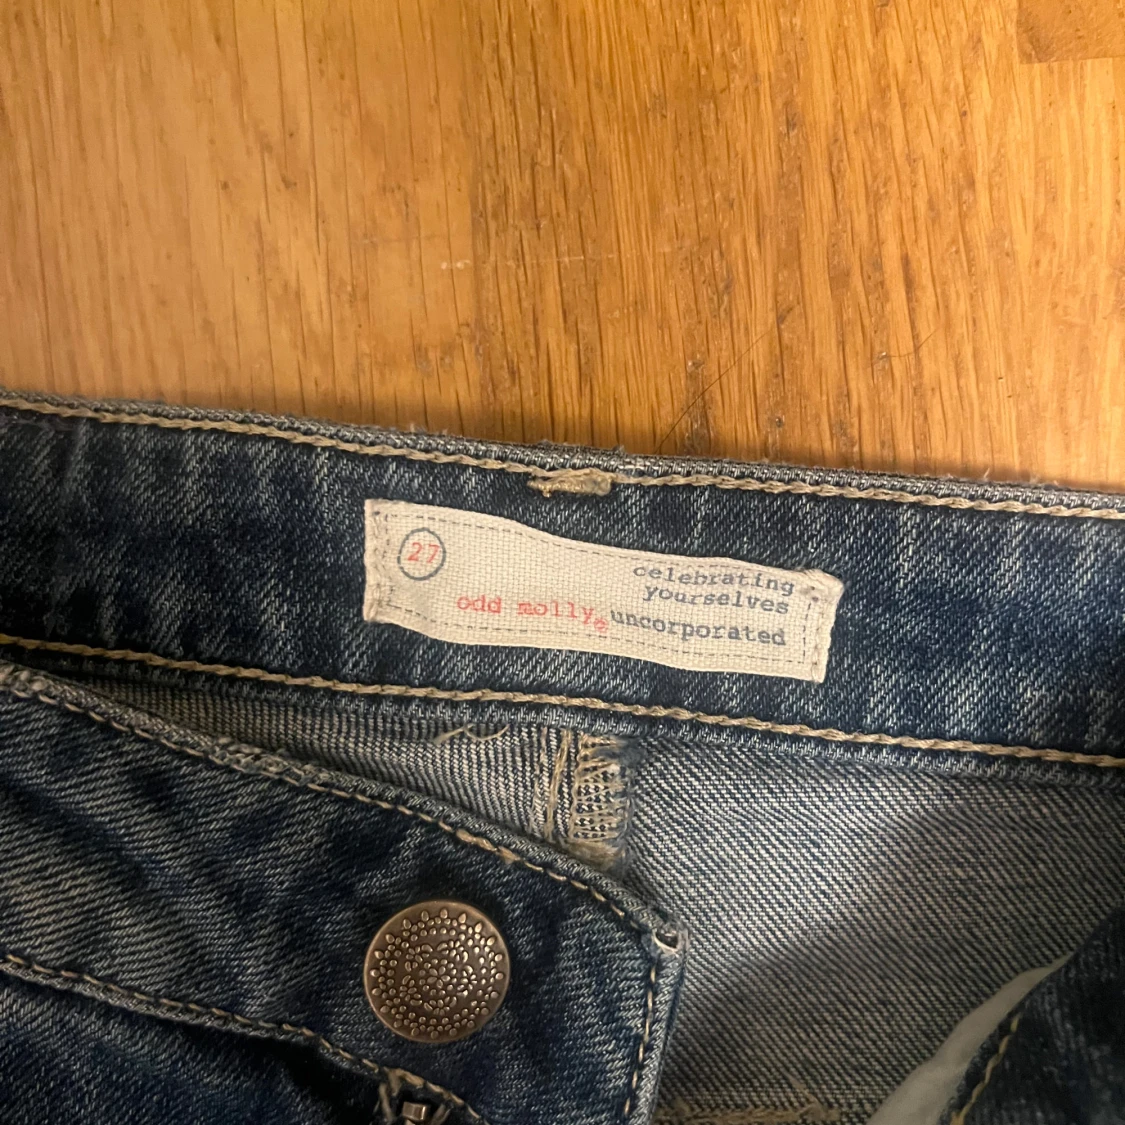 27
celebrating
yourselves
odd molly® uncorporated